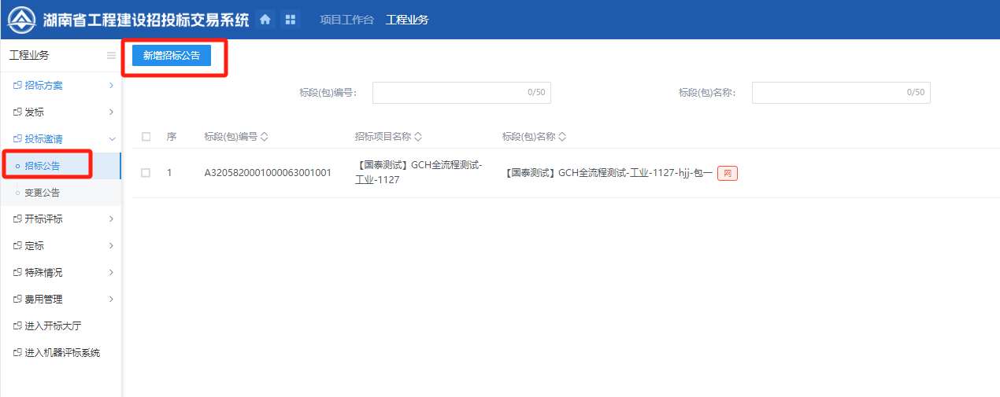 湖南省工程建设招投标交易系统 项目工作台 工程业务
工程业务
新增招标公告
招标方案
标段(包)编号： 0/50 标段(包)名称： 0/50
发标
投标邀请
序 标段(包)编号 招标项目名称 标段(包)名称
招标公告
1 A3205820001000063001001 【国泰测试】GCH全流程测试-
工业-1127 【国泰测试】GCH全流程测试-工业-1127-hjj-包一 网
变更公告
开标评标
定标
特殊情况
费用管理
进入开标大厅
进入机器评标系统